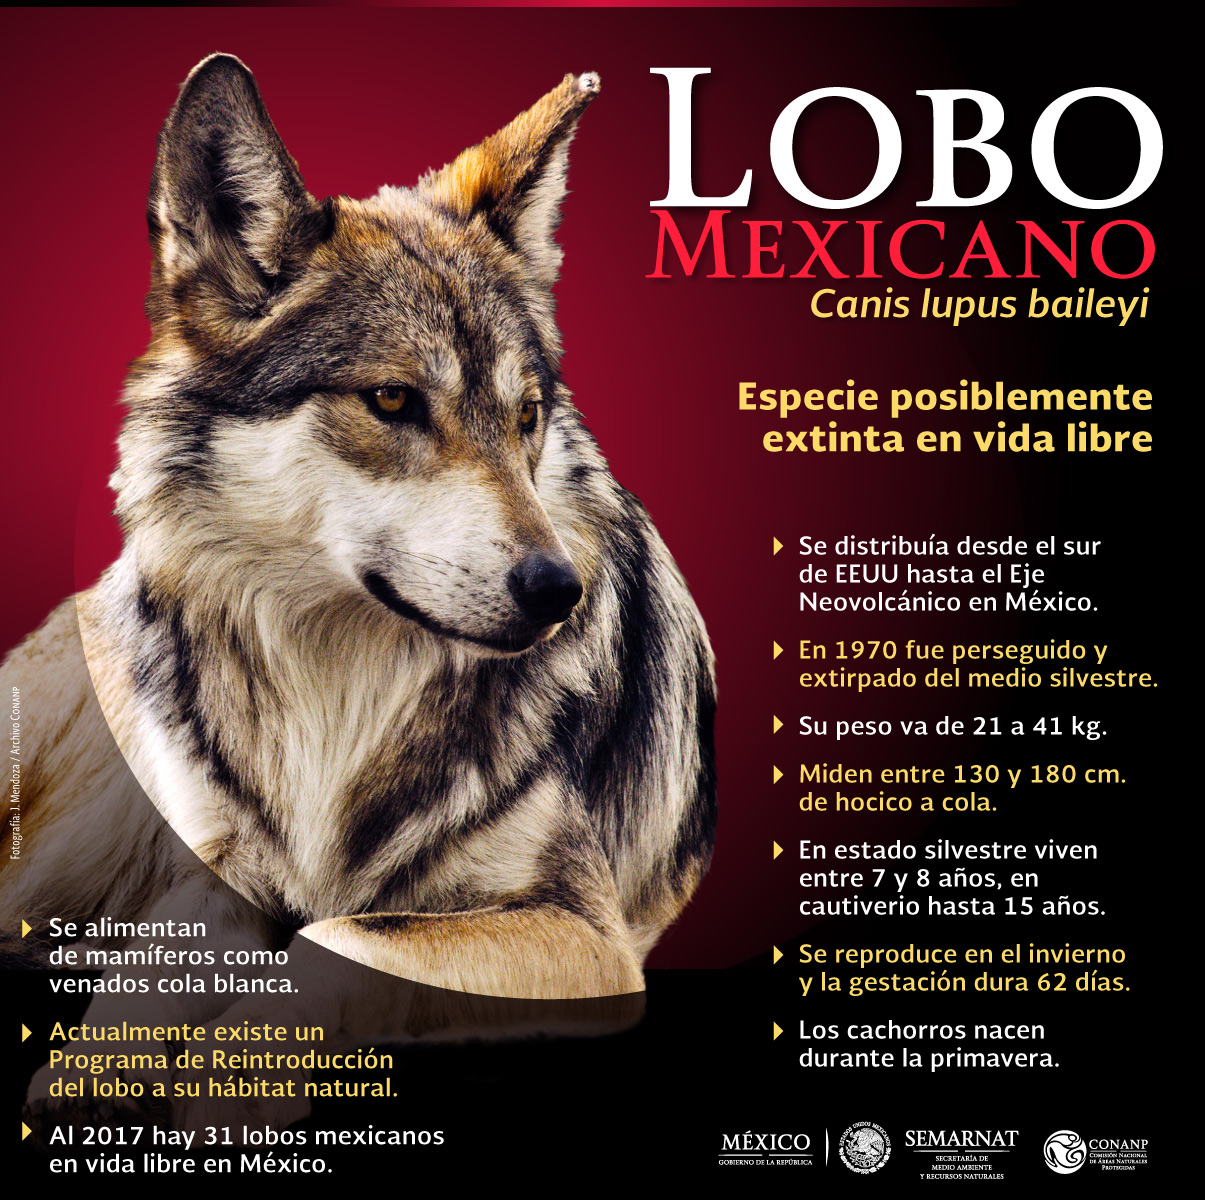 LOBO
MEXICANO
Canis lupus baileyi
Especie posiblemente
extinta en vida libre
Se distribuía desde el sur
de EEUU hasta el Eje
Neovolcánico en México.
En 1970 fue perseguido y
extirpado del medio silvestre.
Su peso va de 21 a 41 kg.
Miden entre 130 y 180 cm.
de hocico a cola.
En estado silvestre viven
entre 7 y 8 años, en
cautiverio hasta 15 años.
Se reproduce en el invierno
y la gestación dura 62 días.
Los cachorros nacen
durante la primavera.
Se alimentan
de mamíferos como
venados cola blanca.
Actualmente existe un
Programa de Reintroducción
del lobo a su hábitat natural.
Al 2017 hay 31 lobos mexicanos
en vida libre en México.
Fotografía: J. Mendoza / Archivo CONANP
MÉXICO
GOBIERNO DE LA REPÚBLICA
ESTADOS UNIDOS MEXICANOS
SEMARNAT
SECRETARÍA DE
MEDIO AMBIENTE
Y RECURSOS NATURALES
CONANP
COMISIÓN NACIONAL
DE ÁREAS NATURALES
PROTEGIDAS